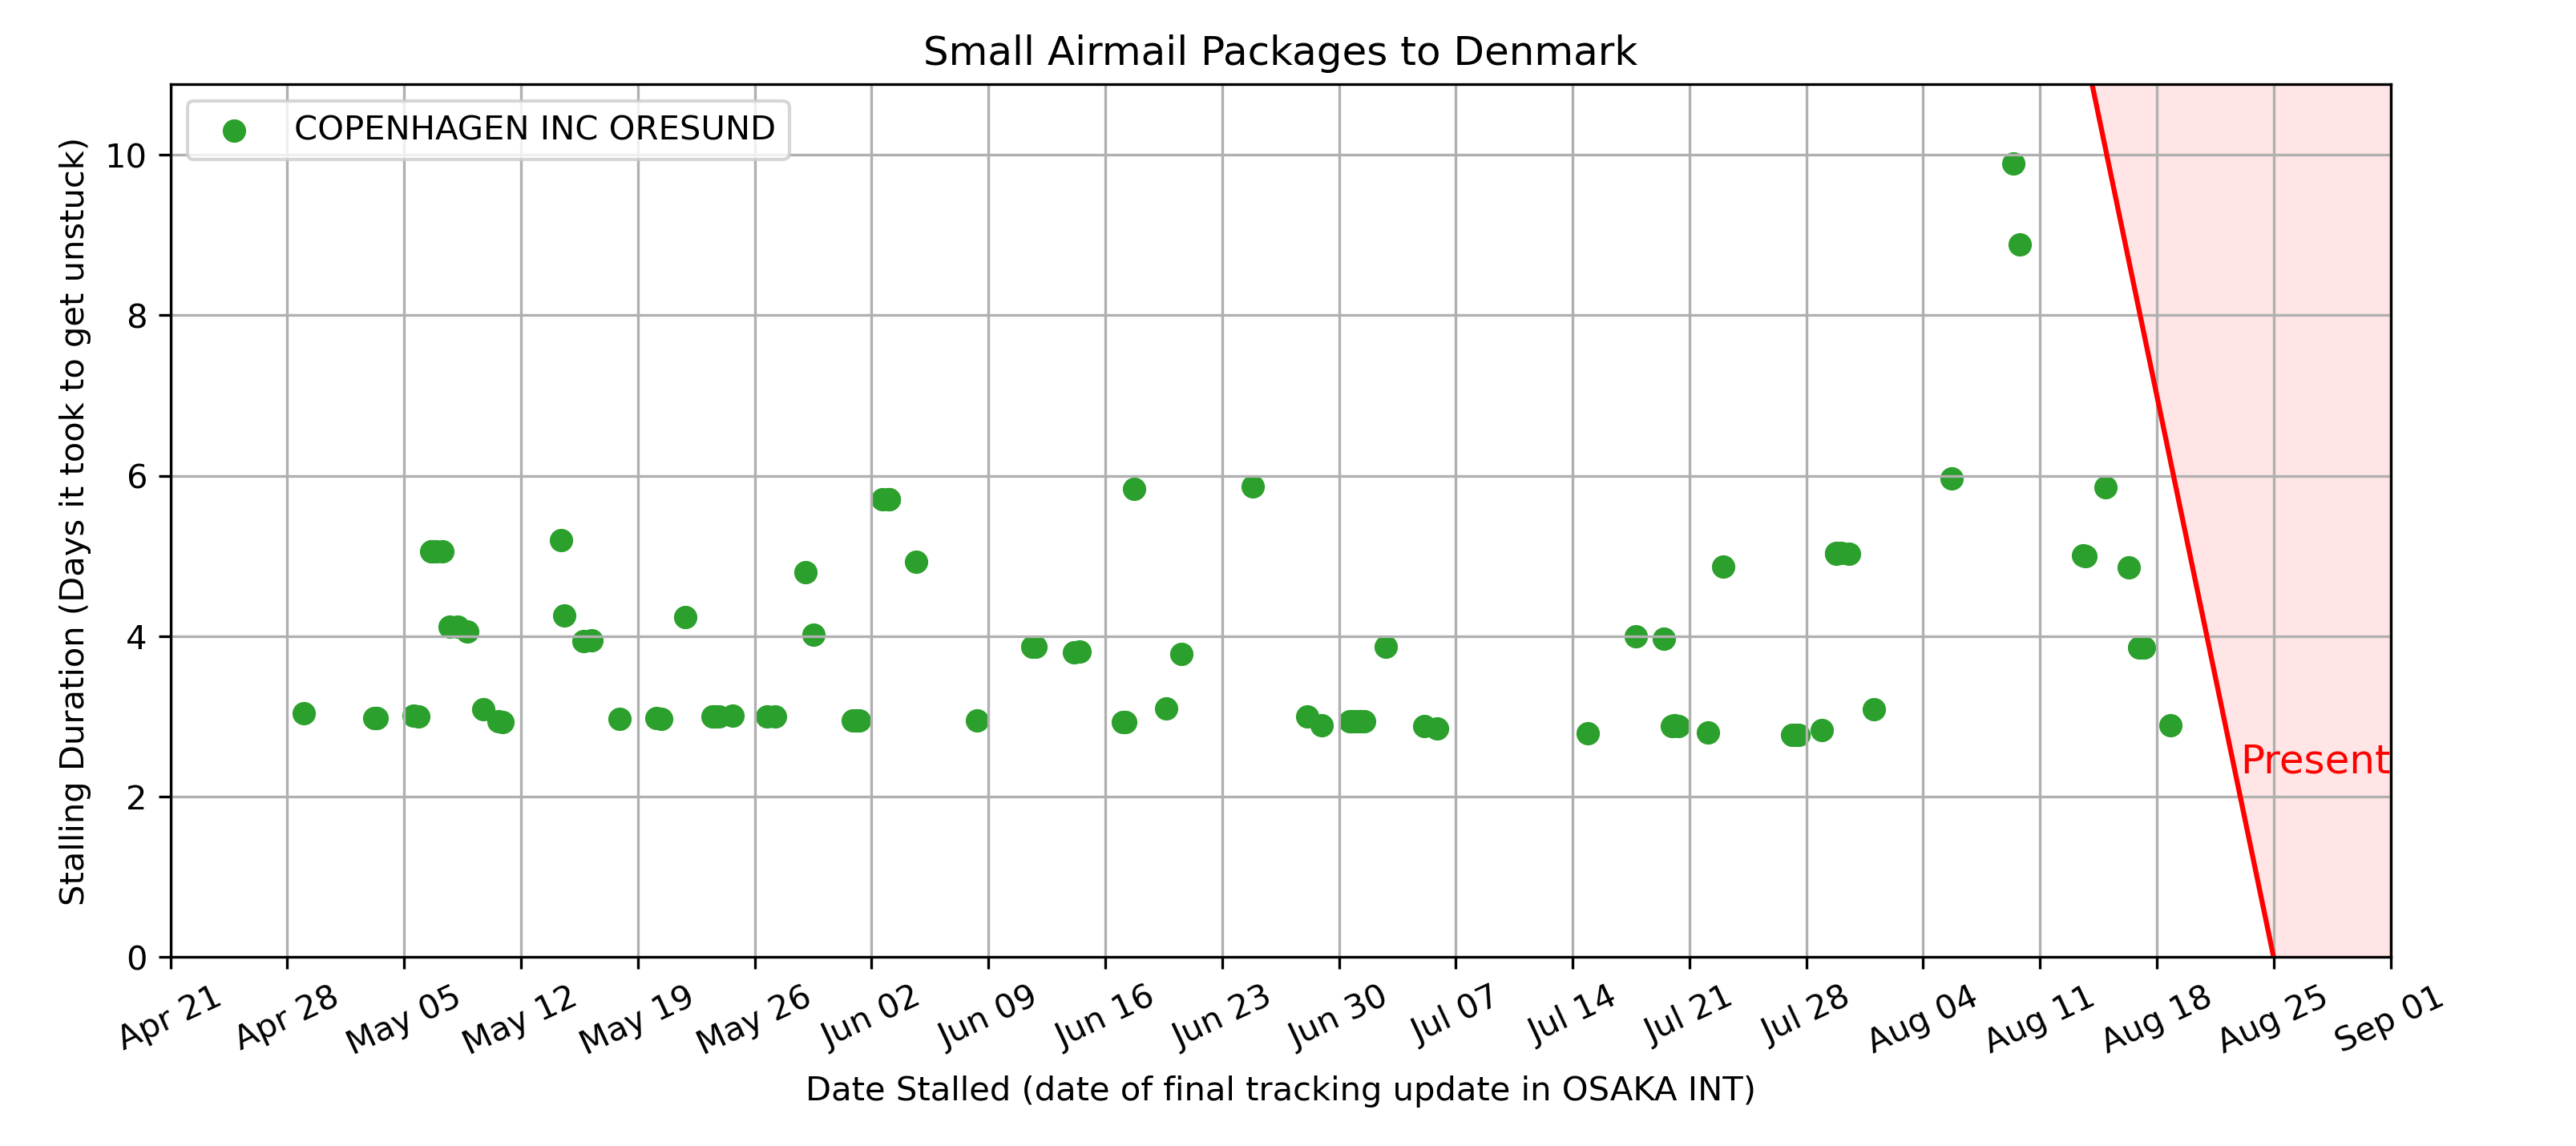 Small Airmail Packages to Denmark
COPENHAGEN INC ORESUND
Stalling Duration (Days it took to get unstuck)
10
8
6
4
2
0
Present
Apr 21
Apr 28
May 05
May 12
May 19
May 26
Jun 02
Jun 09
Jun 16
Jun 23
Jun 30
Jul 07
Jul 14
Jul 21
Jul 28
Aug 04
Aug 11
Aug 18
Aug 25
Sep 01
Date Stalled (date of final tracking update in OSAKA INT)